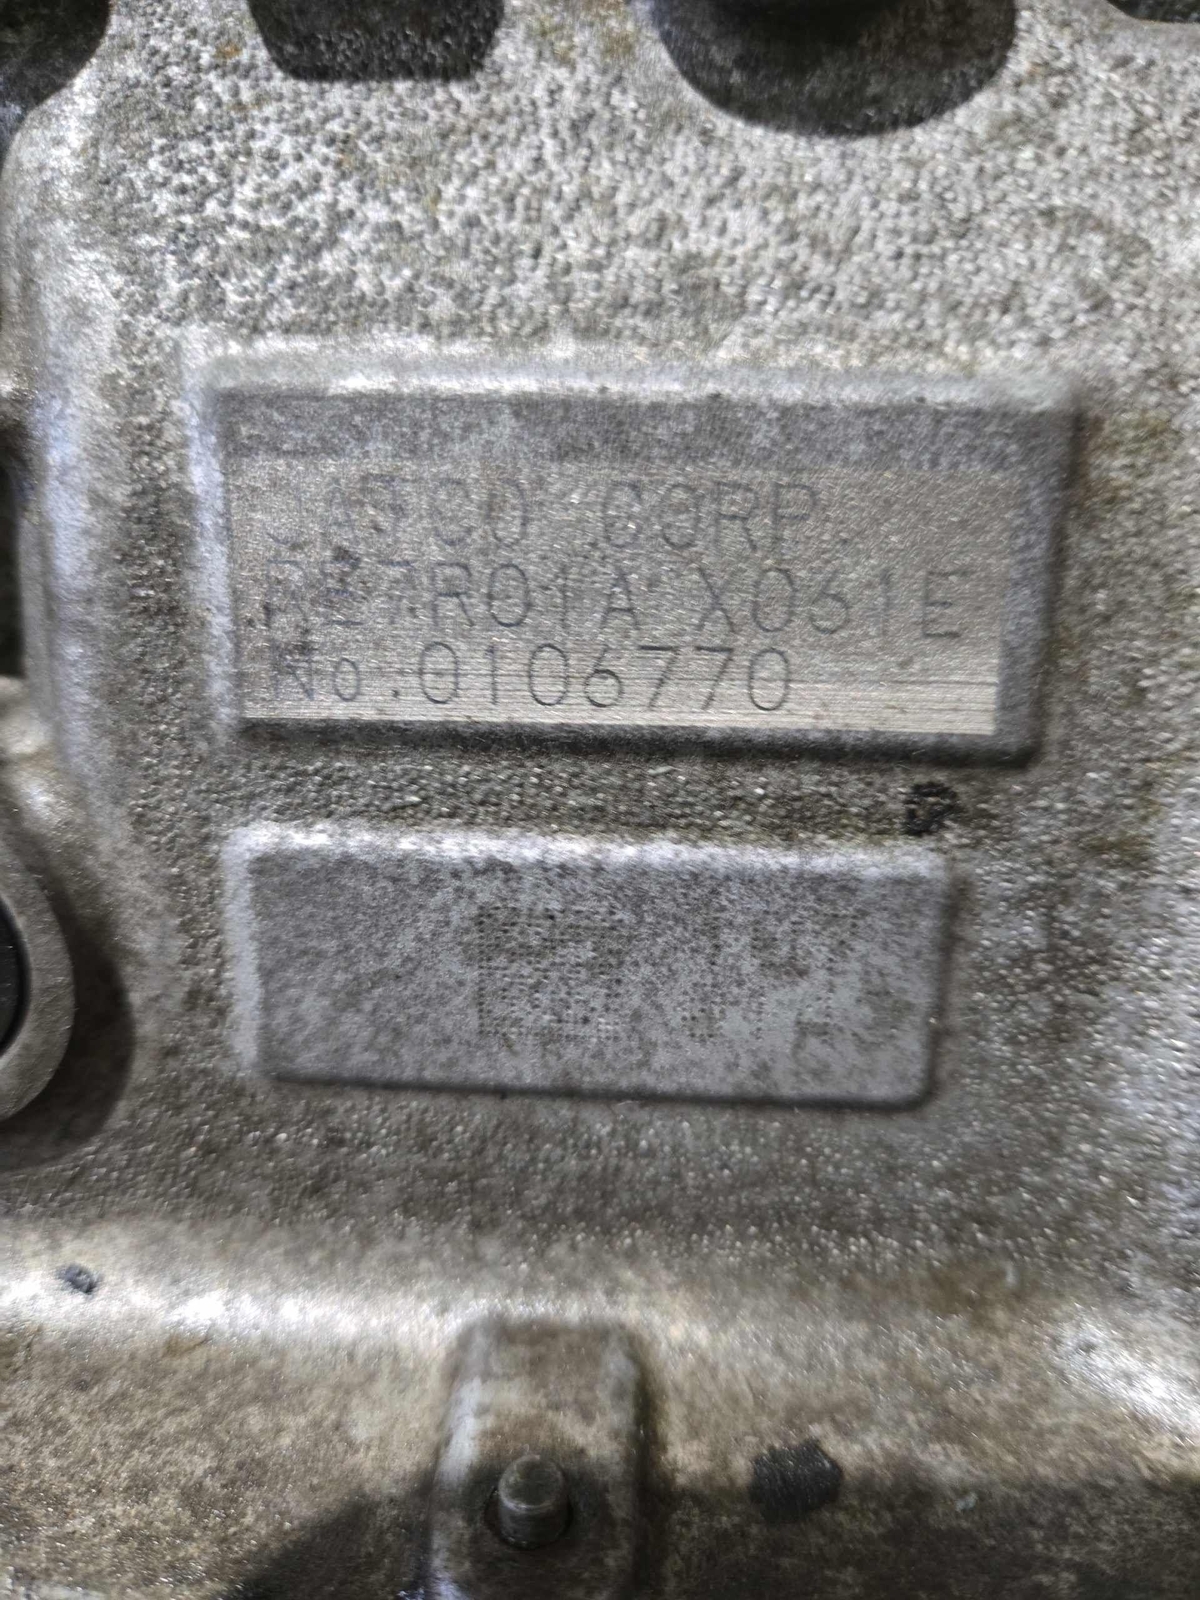 JATCO CORP.
RE7R01A X061E
No.0106770